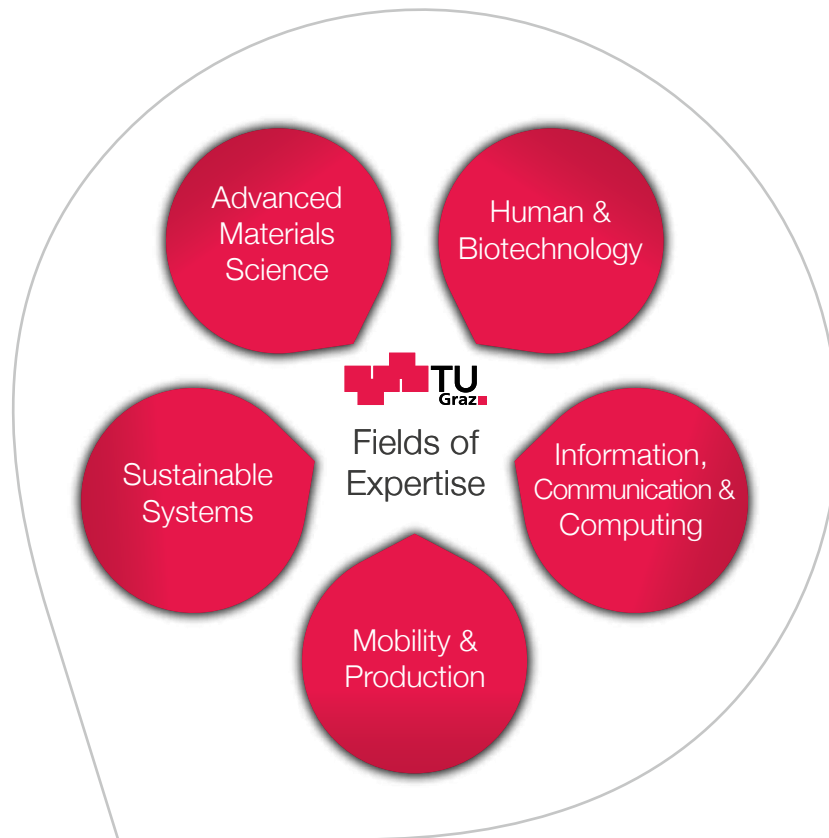 Advanced
Materials
Science
Human &
Biotechnology
TU
Graz
Fields of
Expertise
Sustainable
Systems
Information,
Communication &
Computing
Mobility &
Production